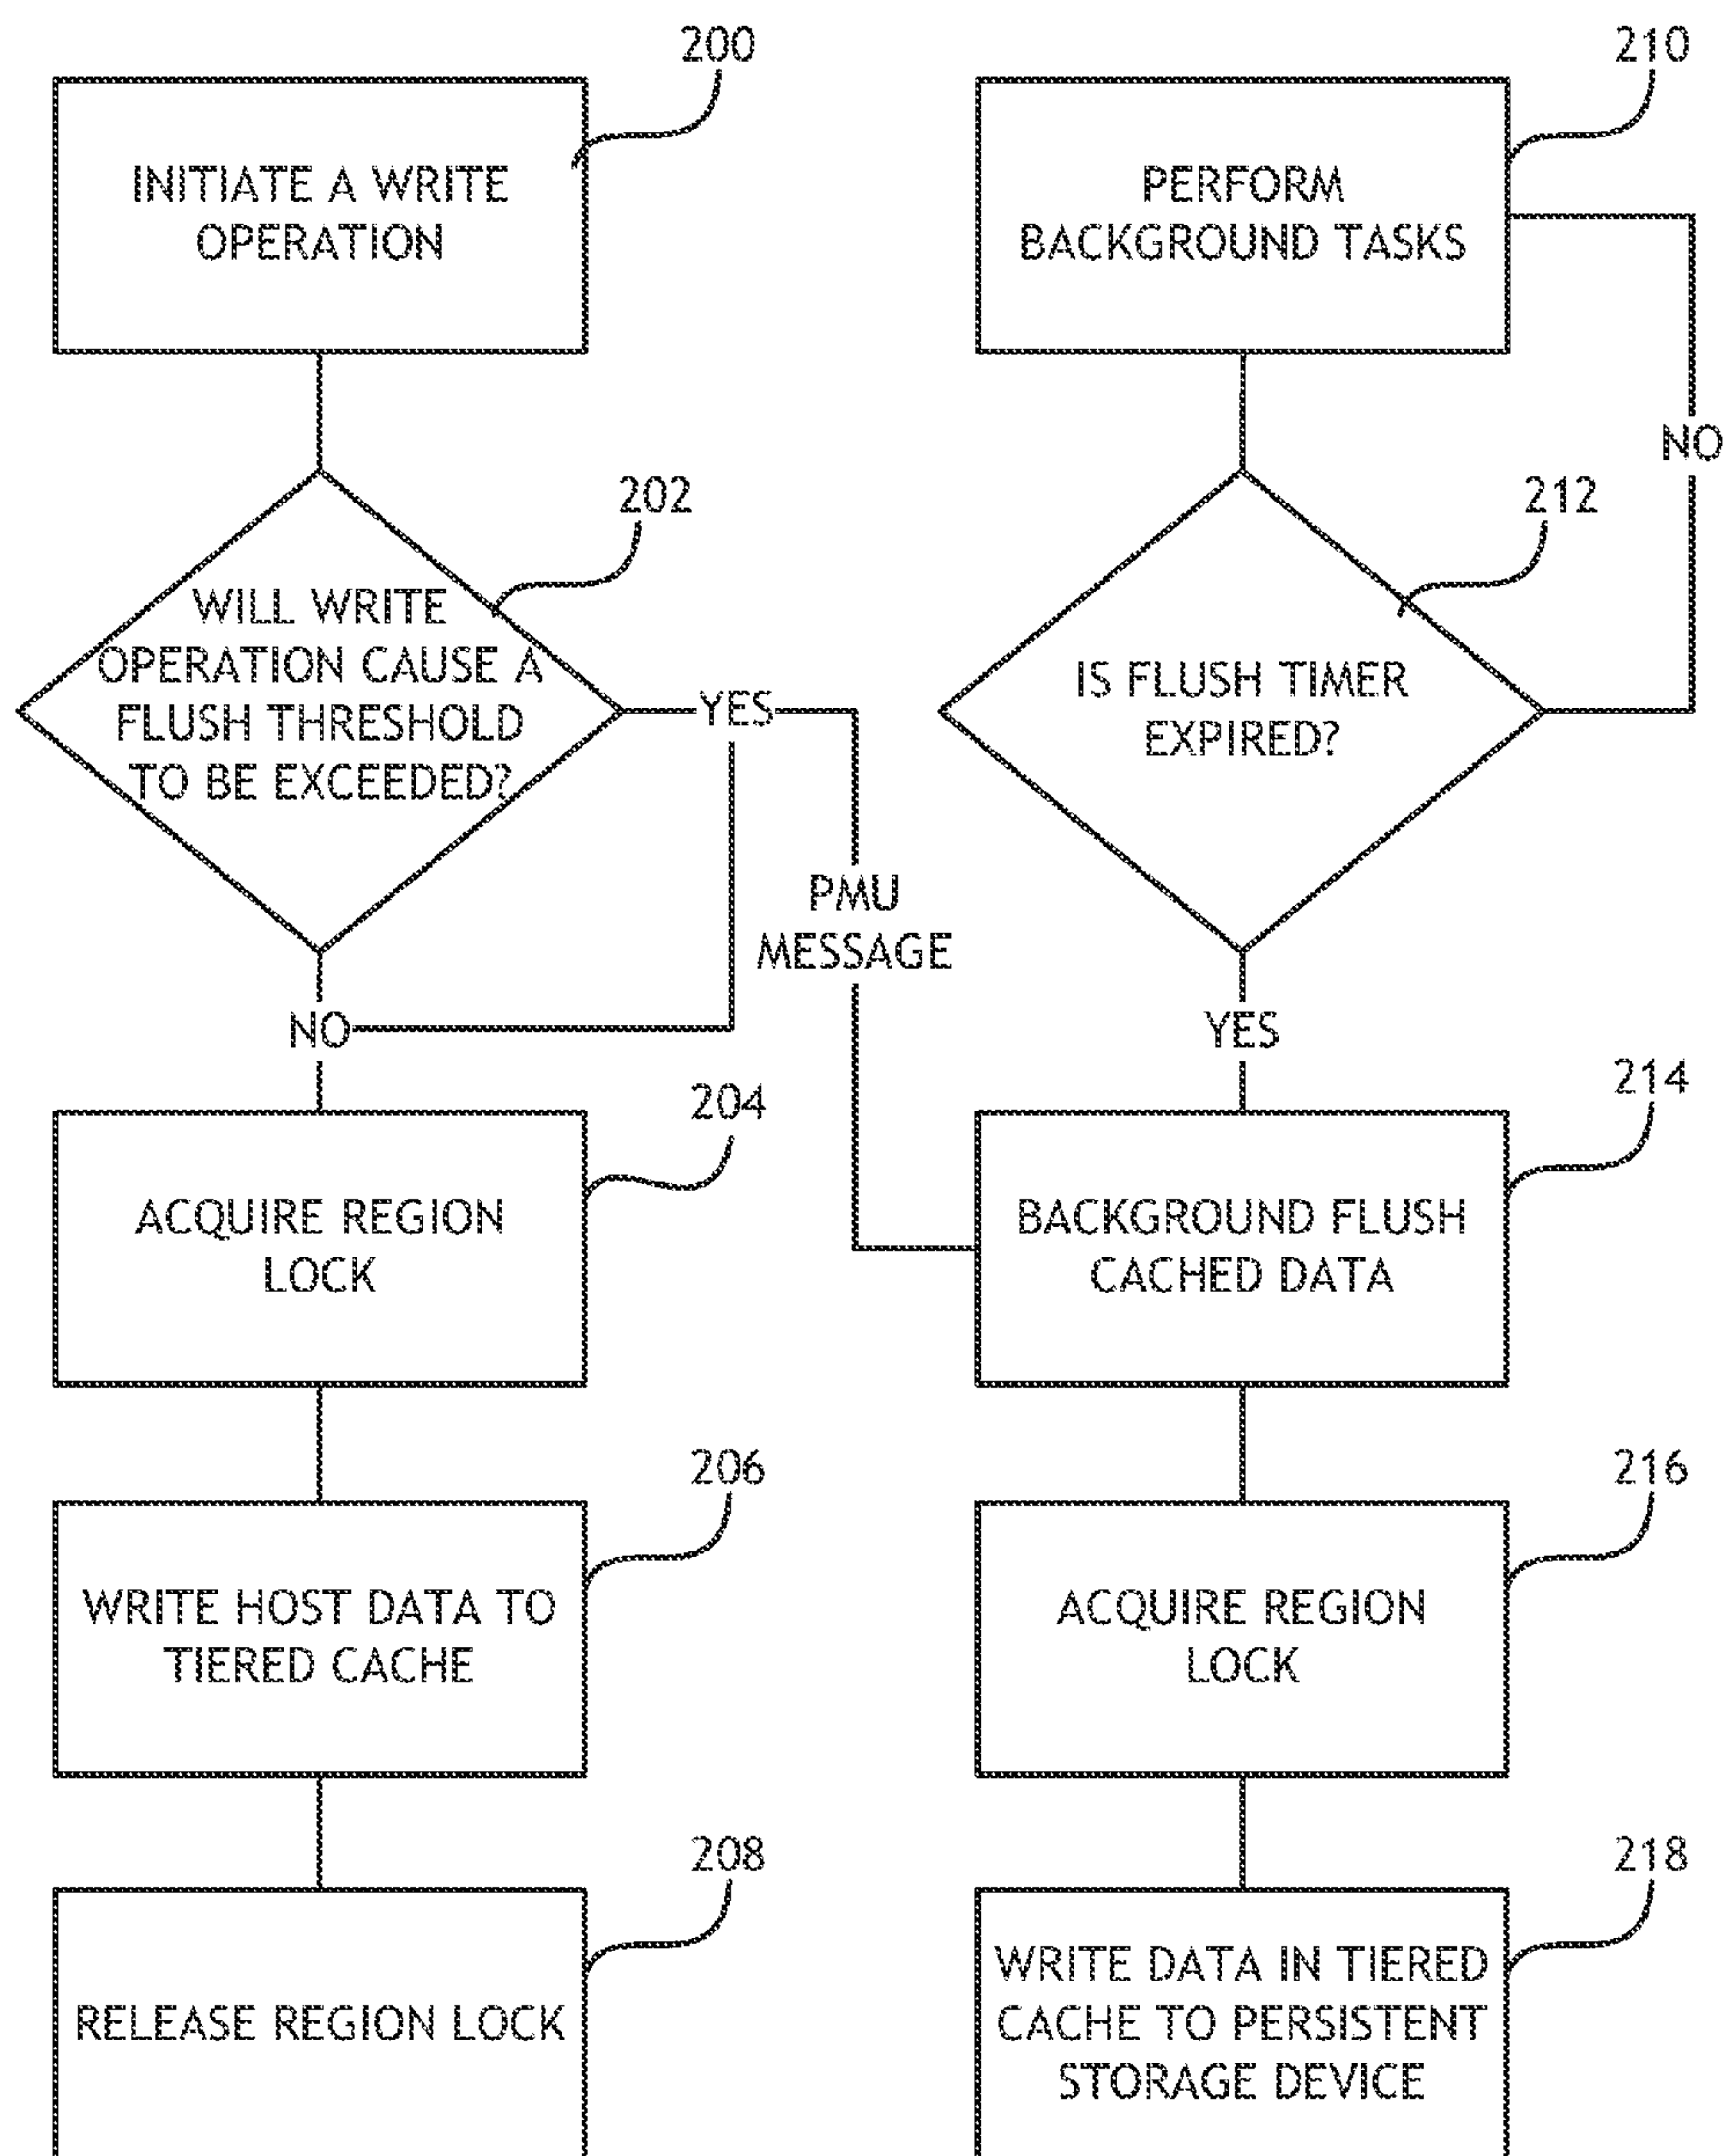 200
INITIATE A WRITE
OPERATION
202
WILL WRITE
OPERATION CAUSE A
FLUSH THRESHOLD
TO BE EXCEEDED?
YES
PMU
MESSAGE
NO
204
ACQUIRE REGION
LOCK
206
WRITE HOST DATA TO
TIERED CACHE
208
RELEASE REGION LOCK
210
PERFORM
BACKGROUND TASKS
NO
212
IS FLUSH TIMER
EXPIRED?
YES
214
BACKGROUND FLUSH
CACHED DATA
216
ACQUIRE REGION
LOCK
218
WRITE DATA IN TIERED
CACHE TO PERSISTENT
STORAGE DEVICE